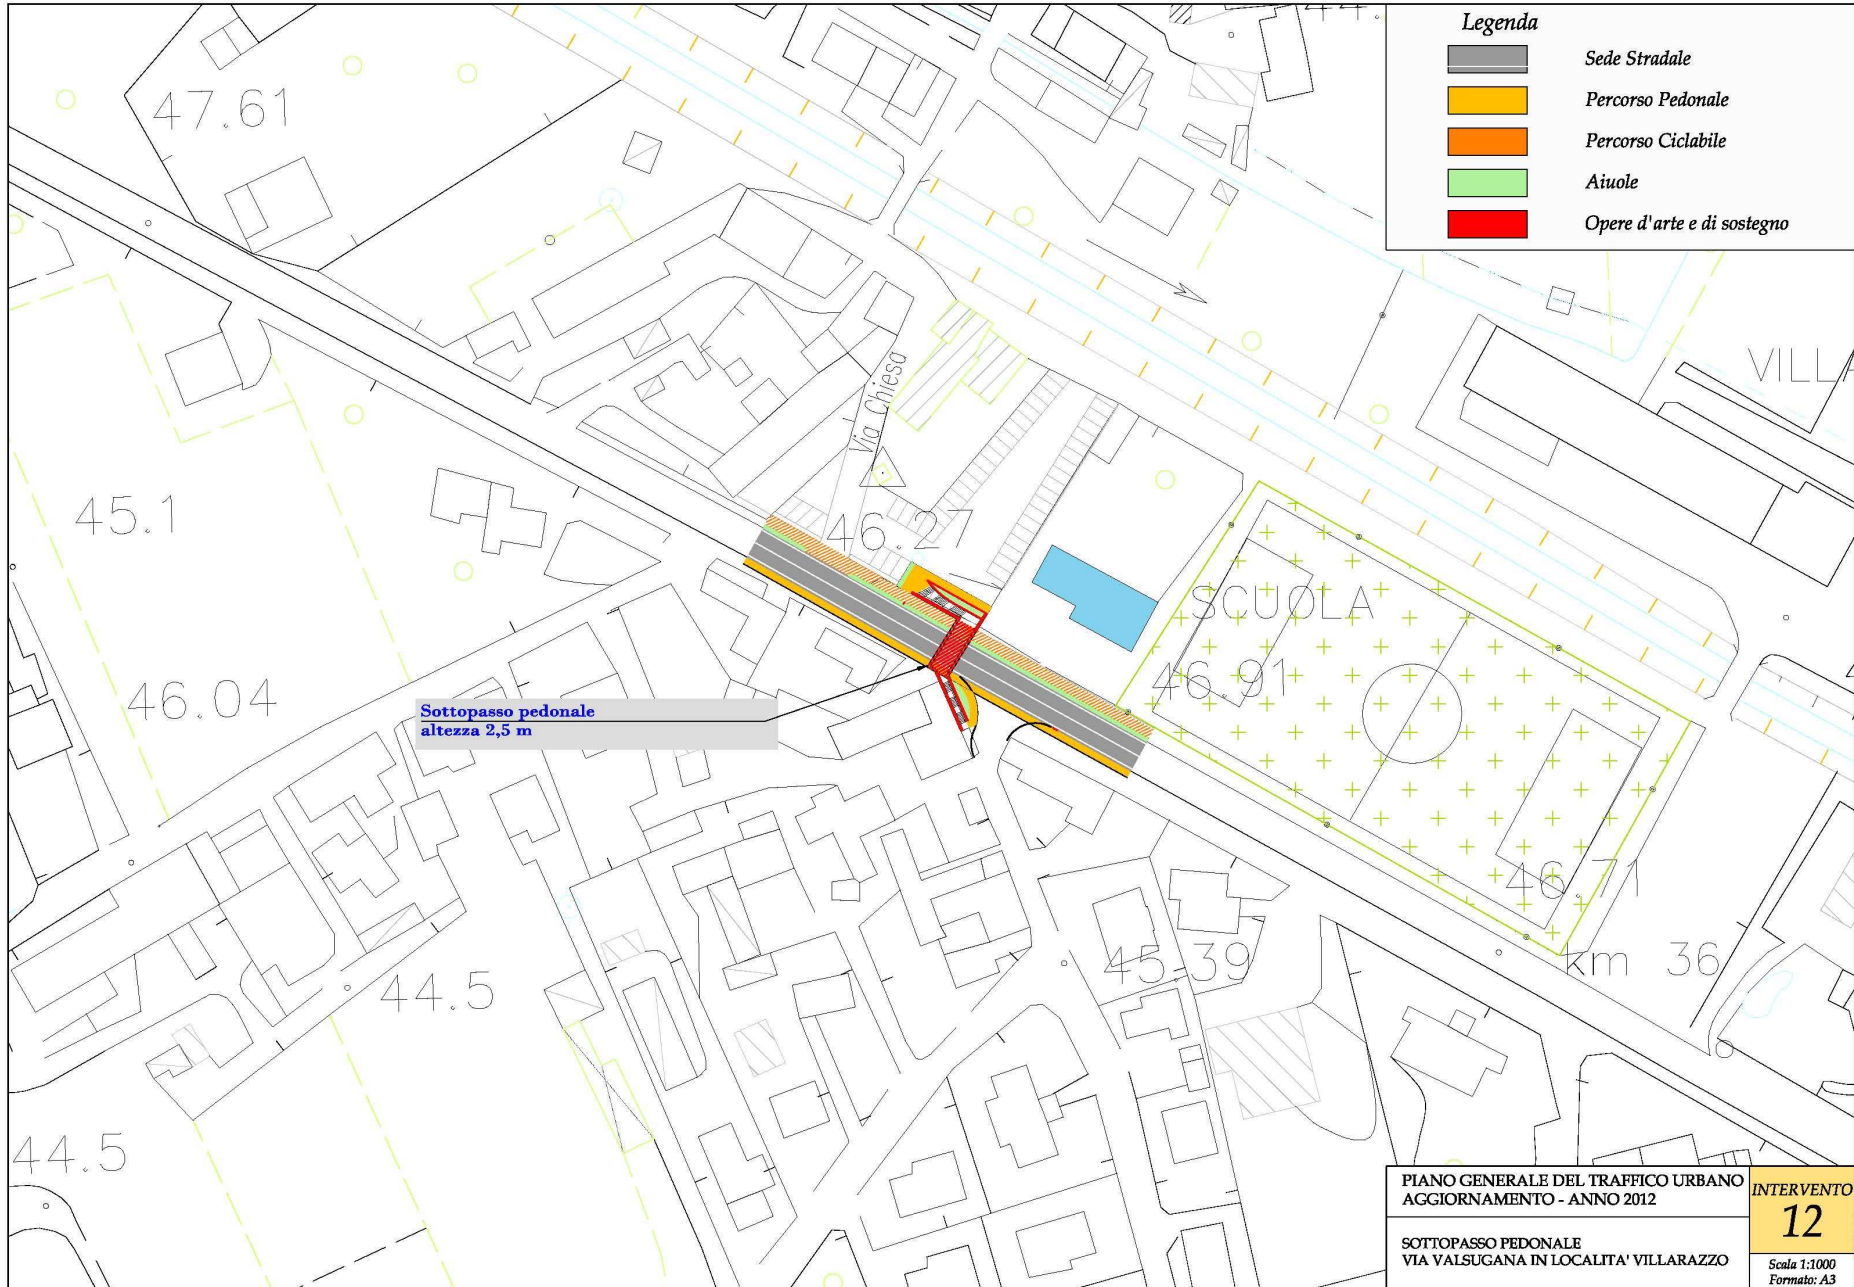 Legenda
Sede Stradale
Percorso Pedonale
Percorso Ciclabile
Aiuole
Opere d'arte e di sostegno
44.
47.61
VILLA
Via Chiesa
45.1
46.27
SCUOLA
46.91
46.04
Sottopasso pedonale
altezza 2,5 m
46.71
km 36
45.39
44.5
44.5
PIANO GENERALE DEL TRAFFICO URBANO
AGGIORNAMENTO - ANNO 2012
SOTTOPASSO PEDONALE
VIA VALSUGANA IN LOCALITA' VILLARAZZO
INTERVENTO
12
Scala 1:1000
Formato: A3